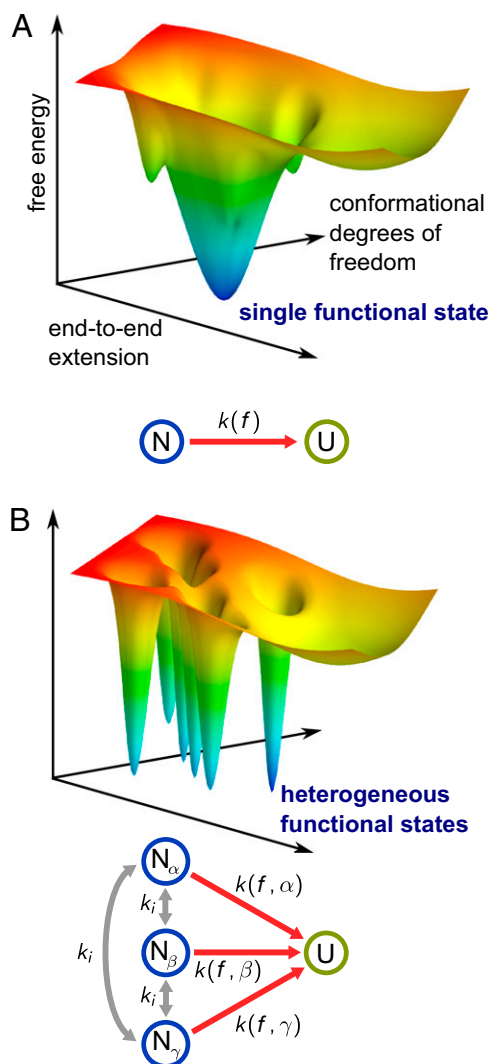 A
free energy
conformational
degrees of
freedom
single functional state
end-to-end
extension
k(f)
N
U
B
heterogeneous
functional states
Nα
k(f, α)
ki
ki
Nβ
k(f, β)
U
ki
k(f, γ)
Nγ